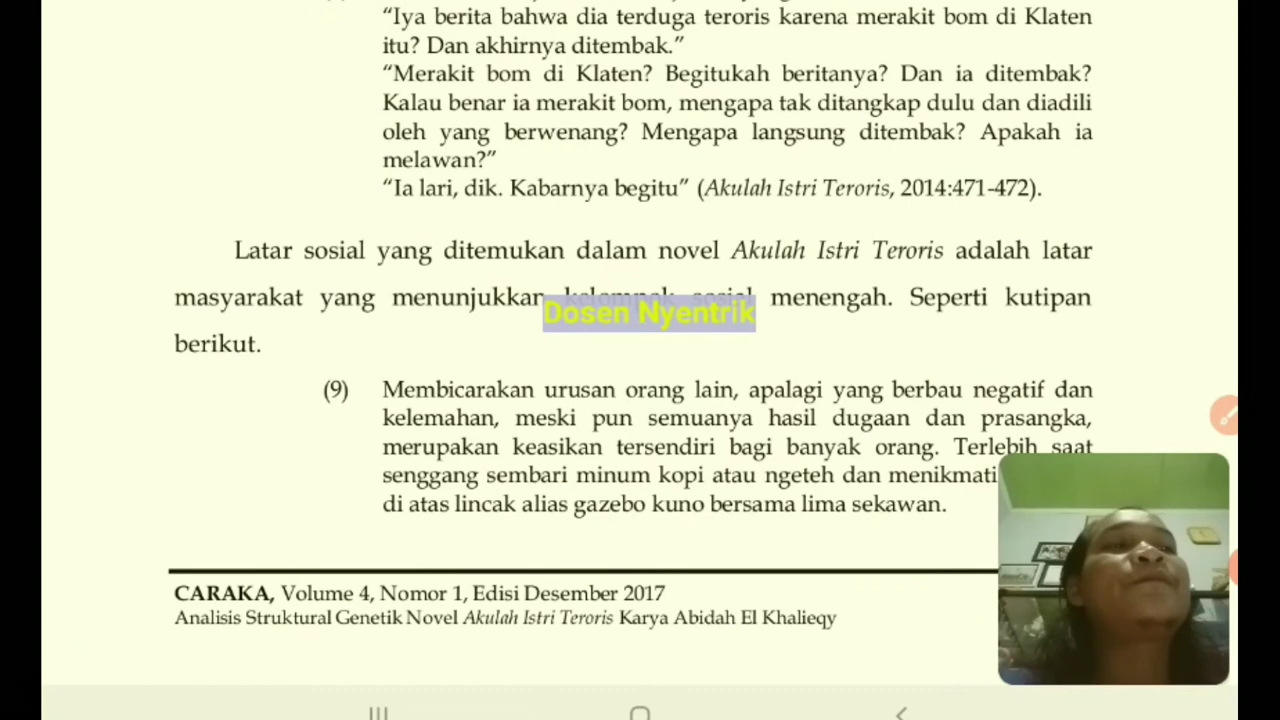 “Iya berita bahwa dia terduga teroris karena merakit bom di Klaten
itu? Dan akhirnya ditembak.”
“Merakit bom di Klaten? Begitukah beritanya? Dan ia ditembak?
Kalau benar ia merakit bom, mengapa tak ditangkap dulu dan diadili
oleh yang berwenang? Mengapa langsung ditembak? Apakah ia
melawan?”
“Ia lari, dik. Kabarnya begitu” (Akulah Istri Teroris, 2014:471-472).
Latar sosial yang ditemukan dalam novel Akulah Istri Teroris adalah latar
masyarakat yang menunjukkan kelompok sosial menengah. Seperti kutipan
Dosen Nyentrik
berikut.
(9) Membicarakan urusan orang lain, apalagi yang berbau negatif dan
kelemahan, meski pun semuanya hasil dugaan dan prasangka,
merupakan keasikan tersendiri bagi banyak orang. Terlebih saat
senggang sembari minum kopi atau ngeteh dan menikmati
di atas lincak alias gazebo kuno bersama lima sekawan.
CARAKA, Volume 4, Nomor 1, Edisi Desember 2017
Analisis Struktural Genetik Novel Akulah Istri Teroris Karya Abidah El Khalieqy